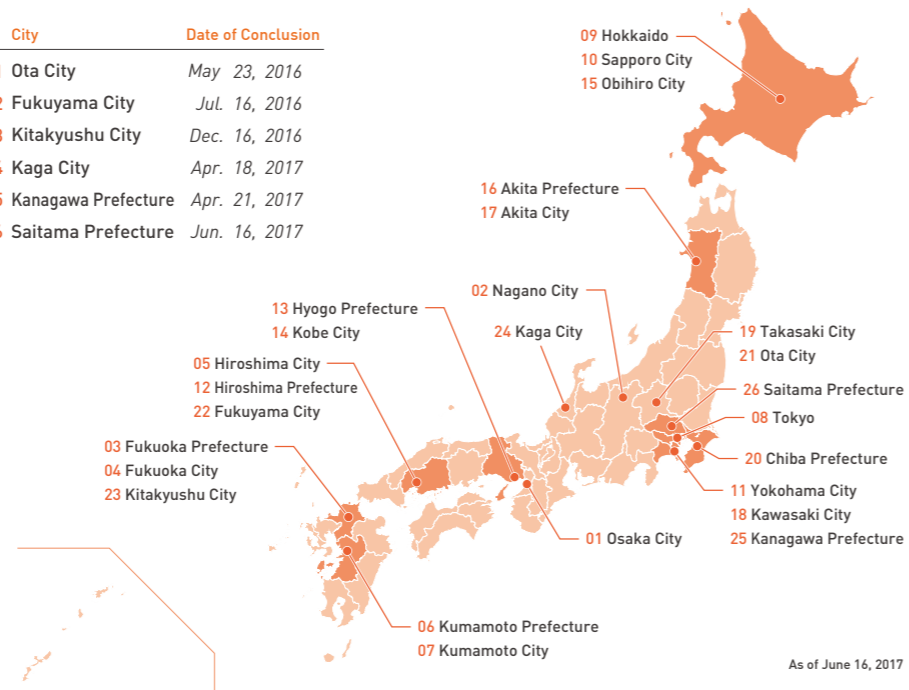 City Date of Conclusion
Ota City May 23, 2016
Fukuyama City Jul. 16, 2016
Kitakyushu City Dec. 16, 2016
Kaga City Apr. 18, 2017
Kanagawa Prefecture Apr. 21, 2017
Saitama Prefecture Jun. 16, 2017
09 Hokkaido
10 Sapporo City
15 Obihiro City
16 Akita Prefecture
17 Akita City
02 Nagano City
13 Hyogo Prefecture
14 Kobe City
24 Kaga City
19 Takasaki City
21 Ota City
05 Hiroshima City
12 Hiroshima Prefecture
22 Fukuyama City
26 Saitama Prefecture
08 Tokyo
20 Chiba Prefecture
03 Fukuoka Prefecture
04 Fukuoka City
23 Kitakyushu City
11 Yokohama City
18 Kawasaki City
25 Kanagawa Prefecture
01 Osaka City
06 Kumamoto Prefecture
07 Kumamoto City
As of June 16, 2017